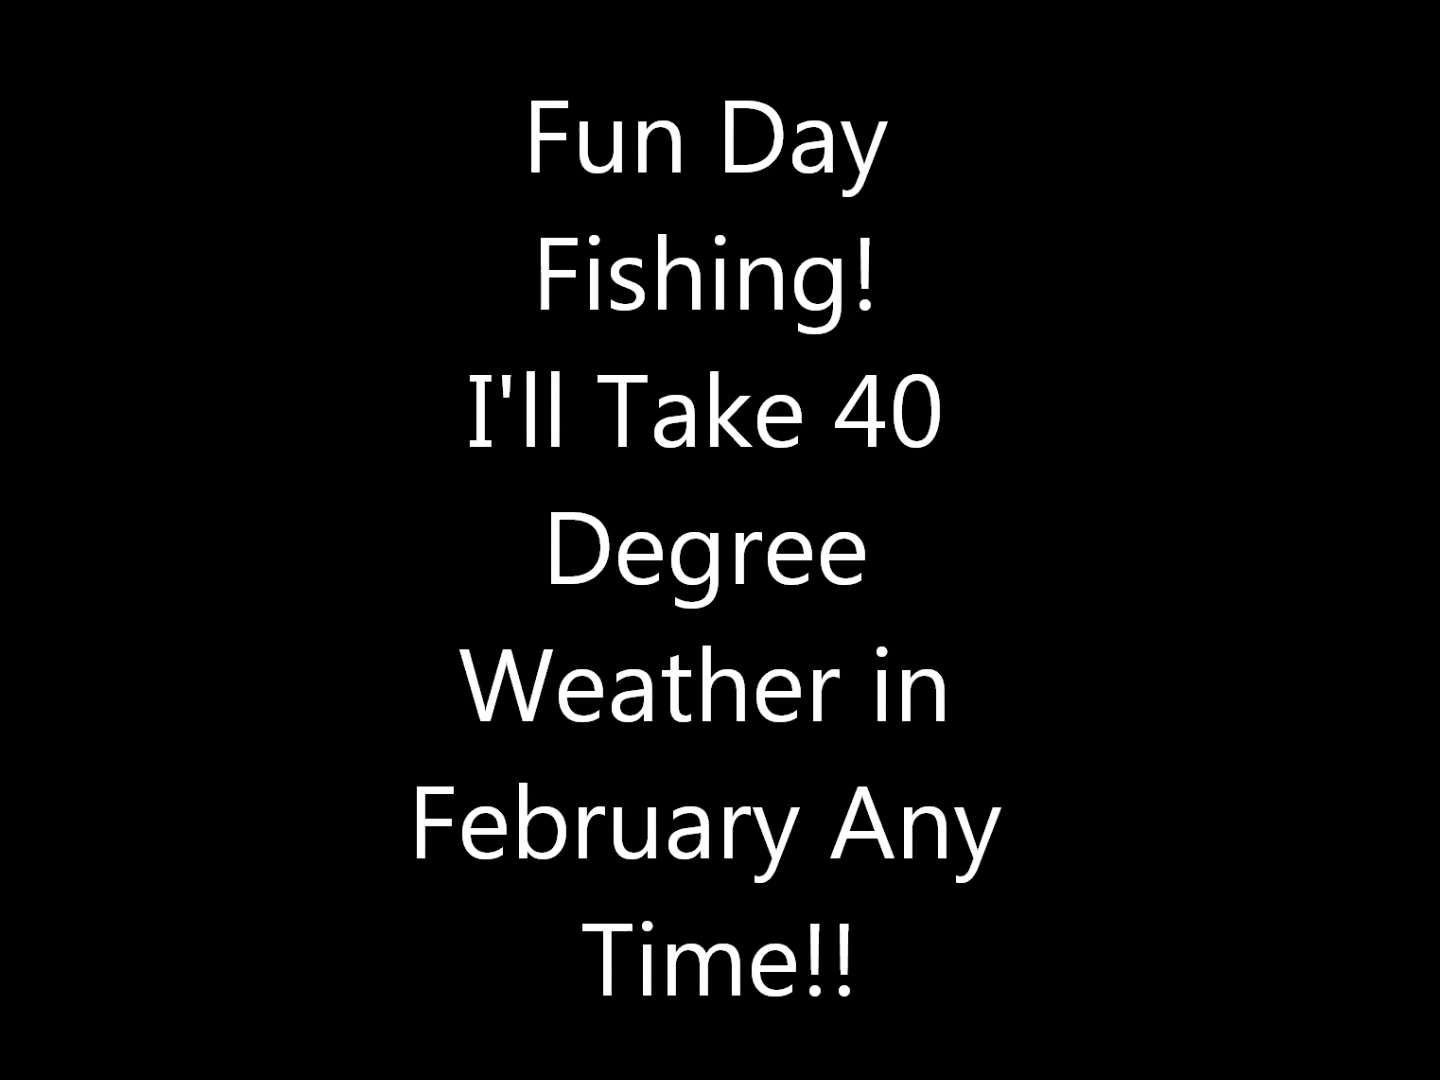 Fun Day
Fishing!
I'll Take 40
Degree
Weather in
February Any
Time!!